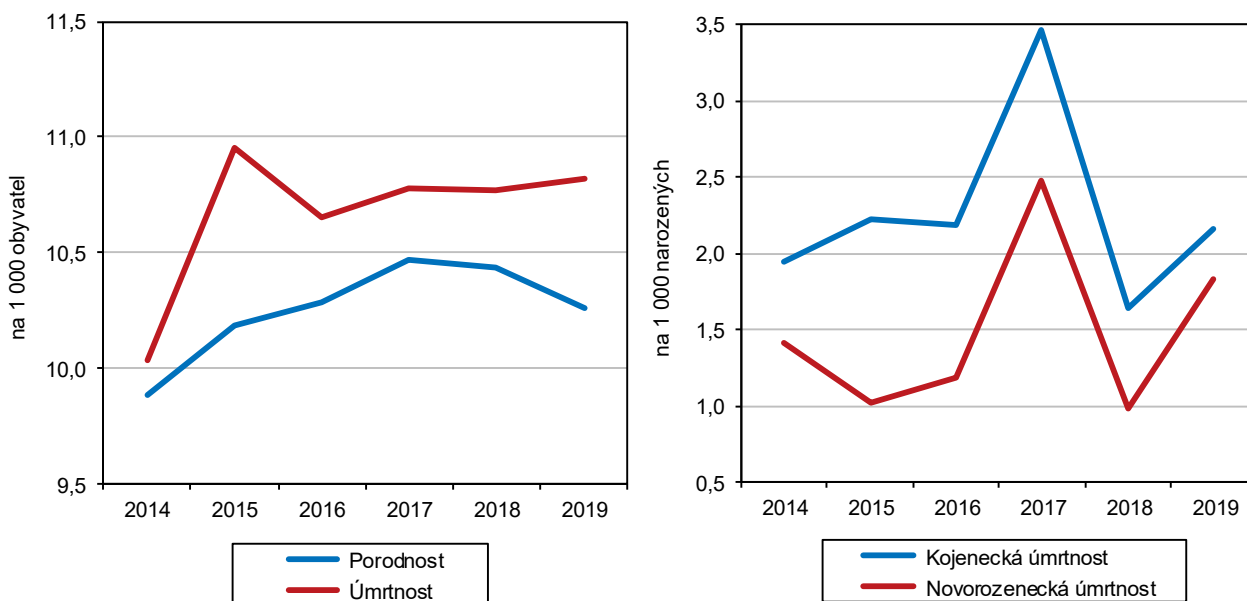 na 1 000 obyvatel
11,5
11,0
10,5
10,0
9,5
2014 2015 2016 2017 2018 2019
Porodnost
Úmrtnost
na 1 000 narozených
3,5
3,0
2,5
2,0
1,5
1,0
0,5
2014 2015 2016 2017 2018 2019
Kojenecká úmrtnost
Novorozenecká úmrtnost